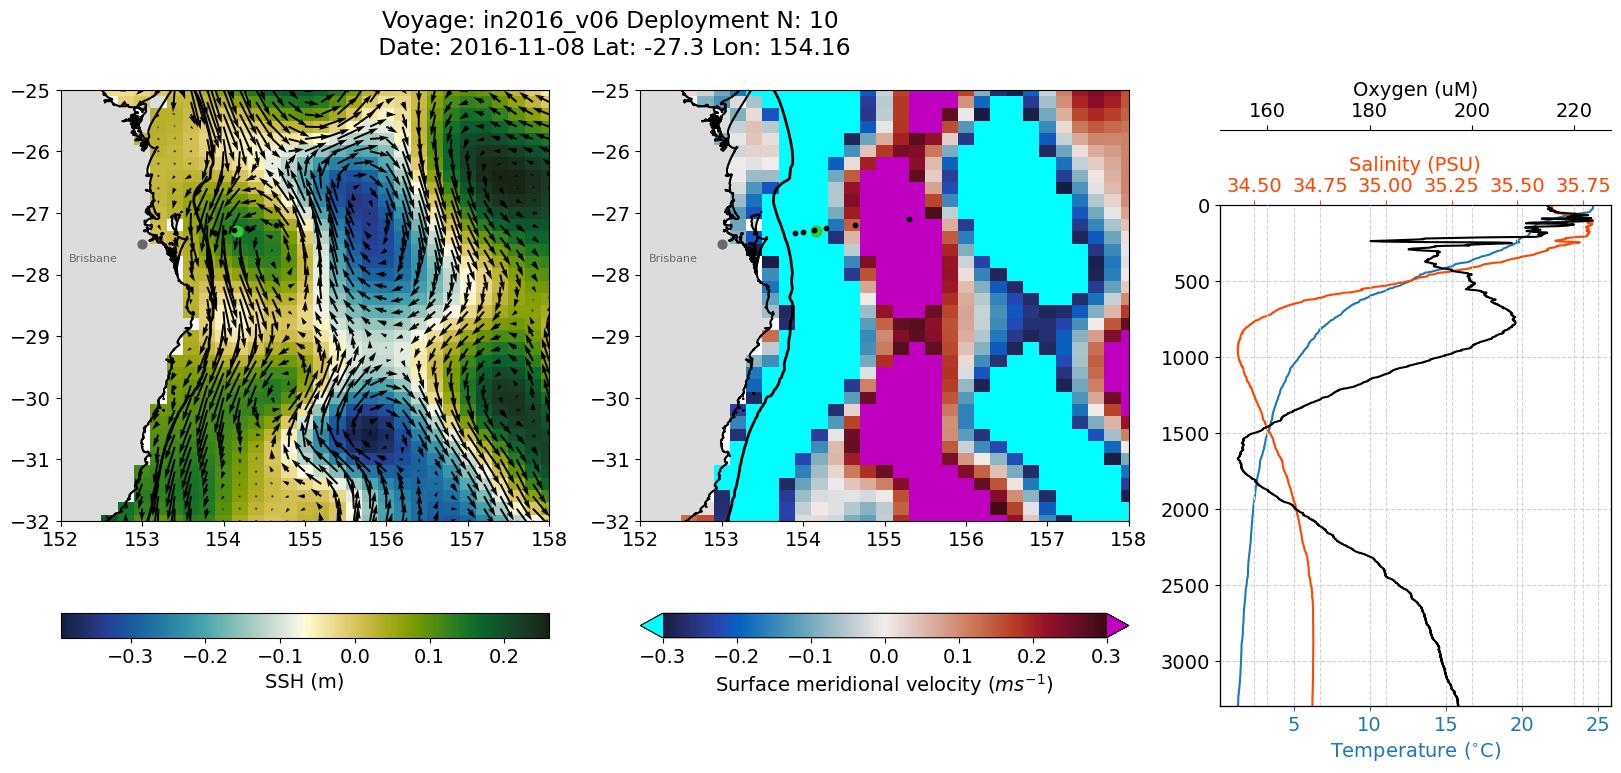 Voyage: in2016_v06 Deployment N: 10
Date: 2016-11-08 Lat: -27.3 Lon: 154.16
−25
−26
−27
−28
−29
−30
−31
−32
152 153 154 155 156 157 158
Brisbane
−0.3 −0.2 −0.1 0.0 0.1 0.2
SSH (m)
−25
−26
−27
−28
−29
−30
−31
−32
152 153 154 155 156 157 158
Brisbane
−0.3 −0.2 −0.1 0.0 0.1 0.2 0.3
Surface meridional velocity (ms⁻¹)
Oxygen (uM)
160 180 200 220
Salinity (PSU)
34.50 34.75 35.00 35.25 35.50 35.75
0
500
1000
1500
2000
2500
3000
5 10 15 20 25
Temperature (°C)